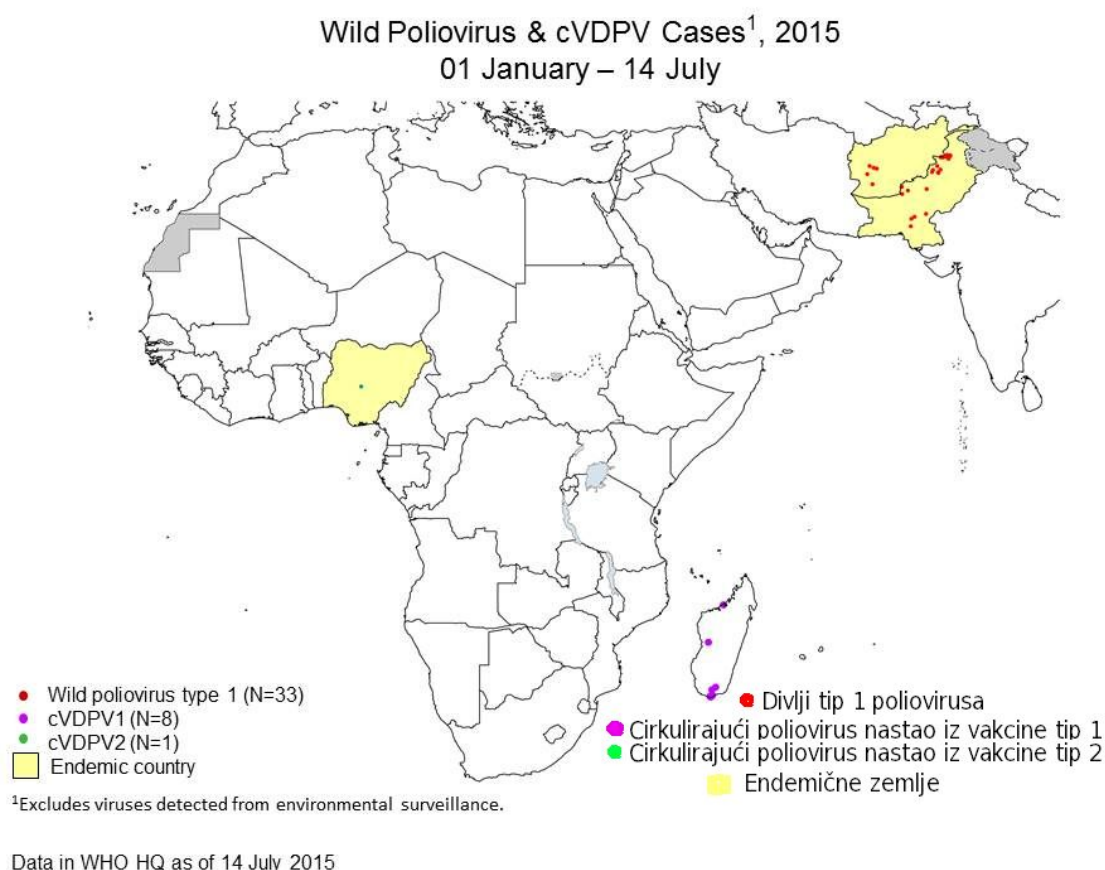 Wild Poliovirus & cVDPV Cases¹, 2015
01 January – 14 July
Wild poliovirus type 1 (N=33)
cVDPV1 (N=8)
cVDPV2 (N=1)
Endemic country
¹Excludes viruses detected from environmental surveillance.
Data in WHO HQ as of 14 July 2015
Divlji tip 1 poliovirusa
Cirkulirajući poliovirus nastao iz vakcine tip 1
Cirkulirajući poliovirus nastao iz vakcine tip 2
Endemične zemlje